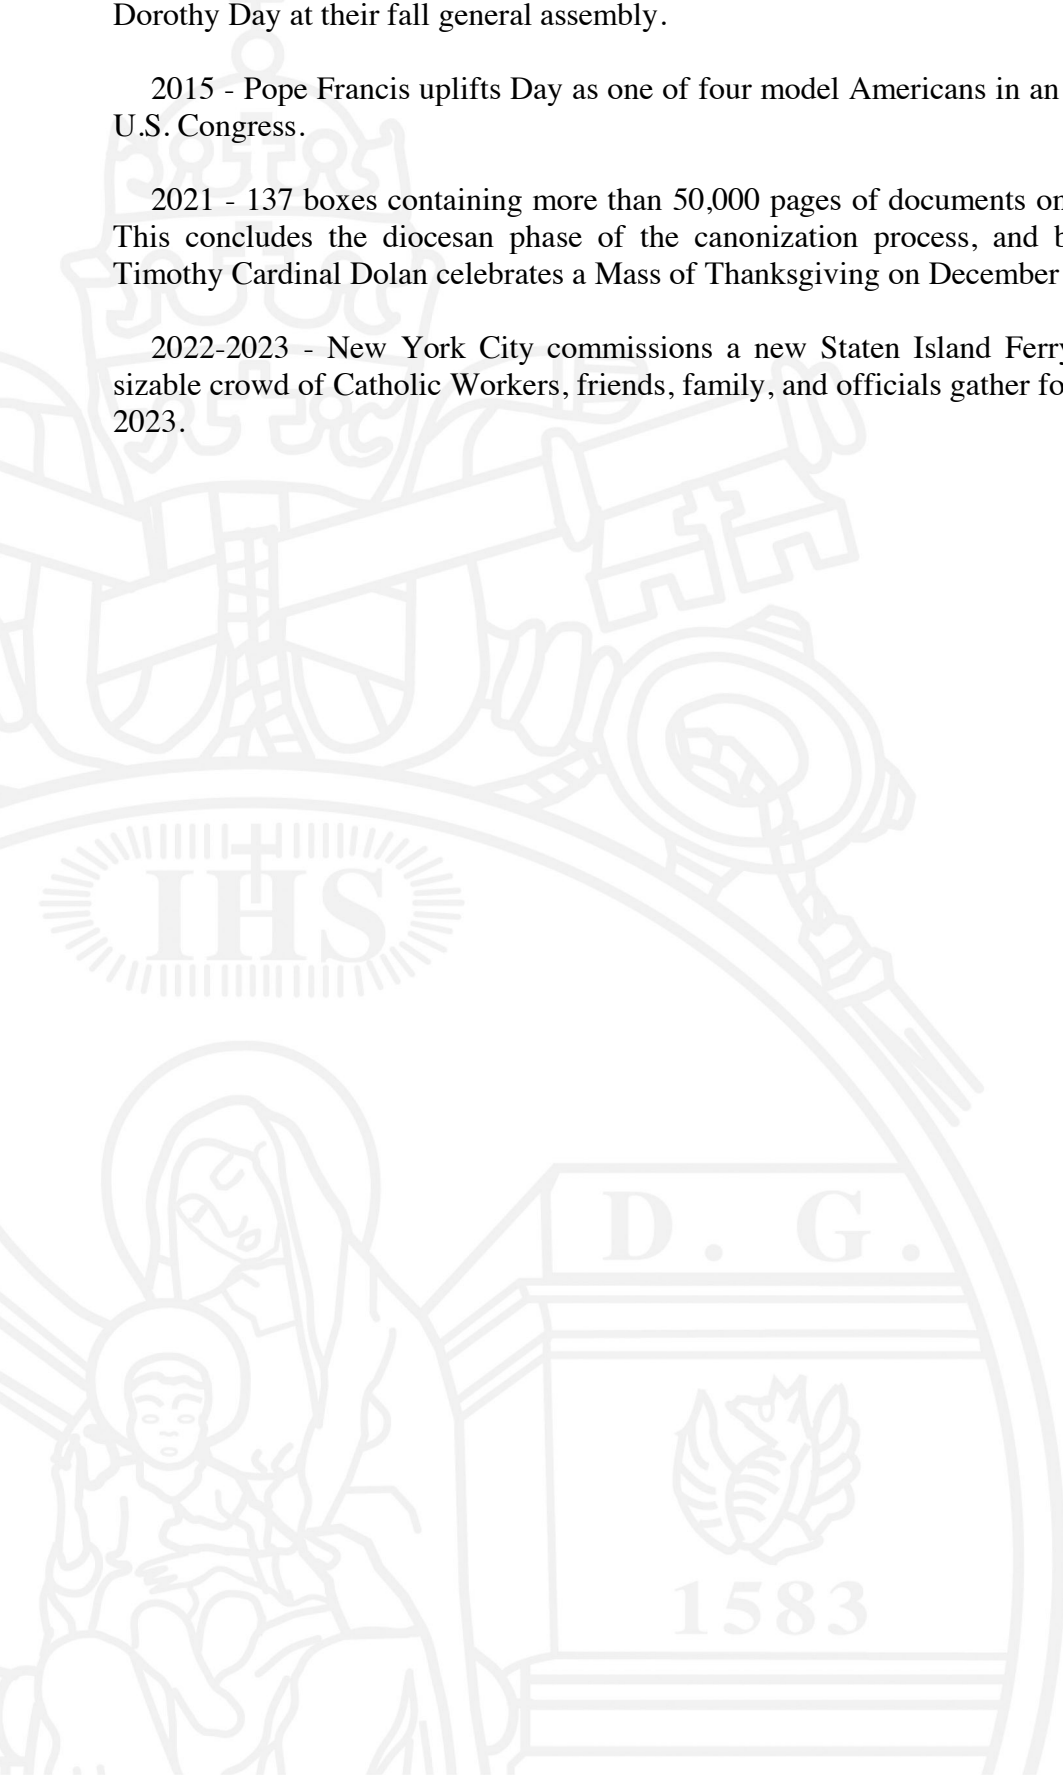 Dorothy Day at their fall general assembly.
2015 - Pope Francis uplifts Day as one of four model Americans in an
U.S. Congress.
2021 - 137 boxes containing more than 50,000 pages of documents on
This concludes the diocesan phase of the canonization process, and
Timothy Cardinal Dolan celebrates a Mass of Thanksgiving on December
2022-2023 - New York City commissions a new Staten Island Ferry
sizable crowd of Catholic Workers, friends, family, and officials gather
2023.
IHS
D. G.
1583